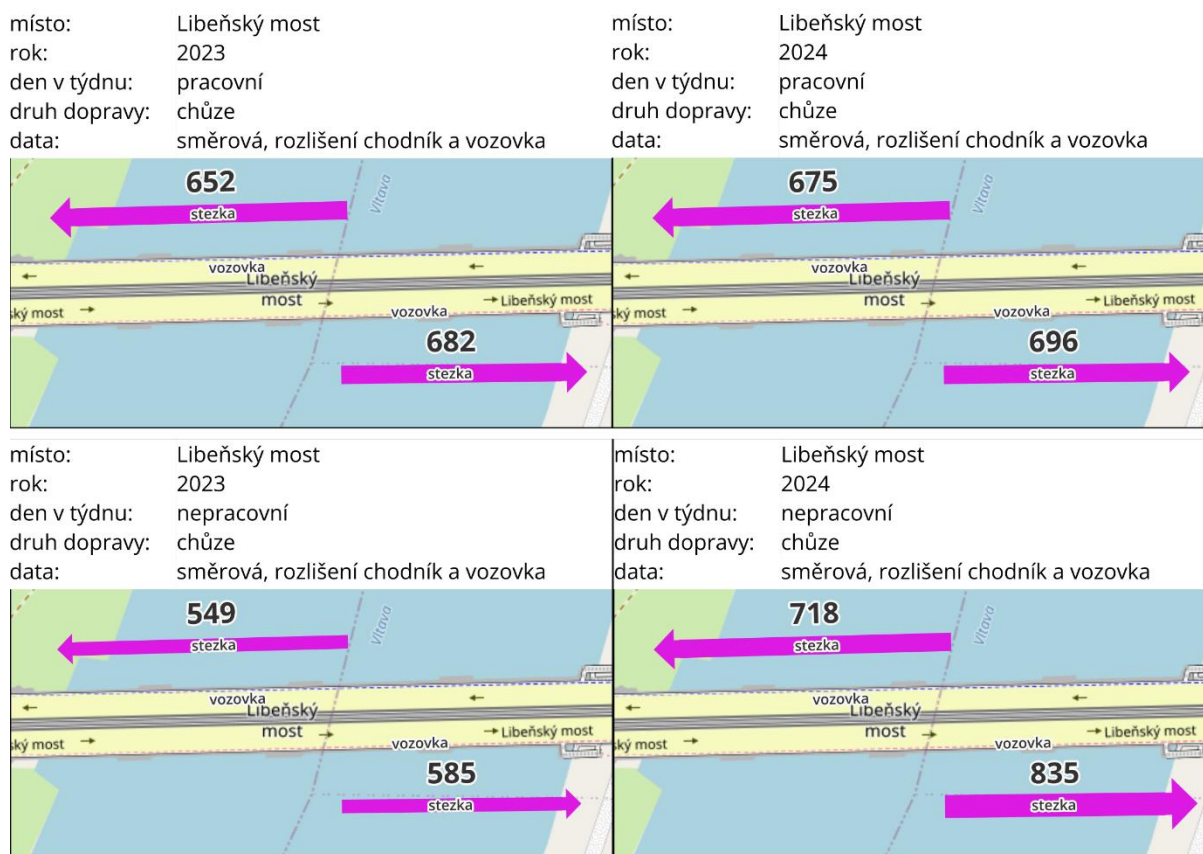 místo: Libeňský most
rok: 2023
den v týdnu: pracovní
druh dopravy: chůze
data: směrová, rozlišení chodník a vozovka
652
stezka
Vltava
vozovka
Libeňský
most
ský most
Libeňský most
vozovka
682
stezka
místo: Libeňský most
rok: 2024
den v týdnu: pracovní
druh dopravy: chůze
data: směrová, rozlišení chodník a vozovka
675
stezka
Vltava
vozovka
Libeňský
most
ský most
Libeňský most
vozovka
696
stezka
místo: Libeňský most
rok: 2023
den v týdnu: nepracovní
druh dopravy: chůze
data: směrová, rozlišení chodník a vozovka
549
stezka
Vltava
vozovka
Libeňský
most
ský most
Libeňský most
vozovka
585
stezka
místo: Libeňský most
rok: 2024
den v týdnu: nepracovní
druh dopravy: chůze
data: směrová, rozlišení chodník a vozovka
718
stezka
Vltava
vozovka
Libeňský
most
ský most
Libeňský most
vozovka
835
stezka